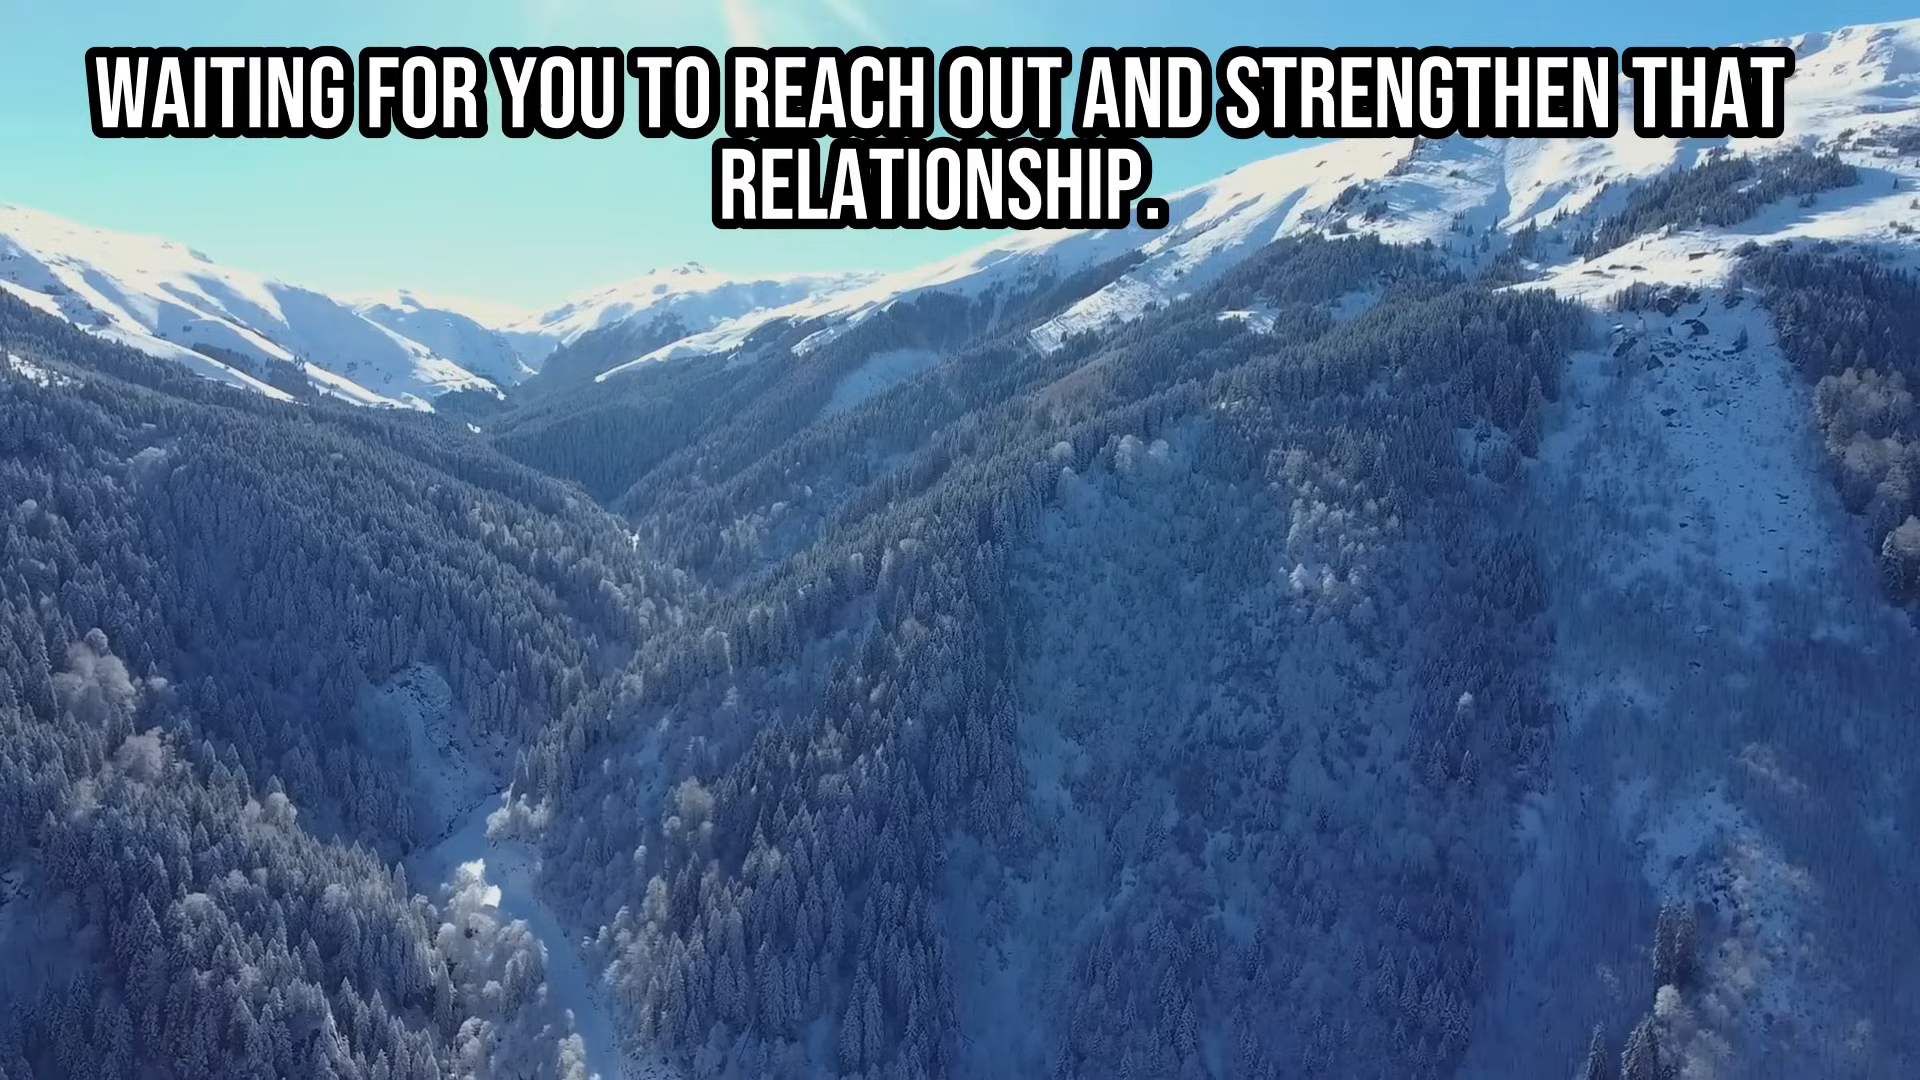 WAITING FOR YOU TO REACH OUT AND STRENGTHEN THAT
RELATIONSHIP.